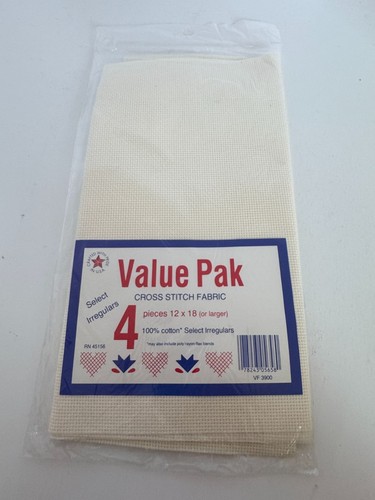 Value Pak
CROSS STITCH FABRIC
Select
Irregulars
4
pieces 12 x 18 (or larger)
100% cotton* Select Irregulars
RN 45158
VF 3900